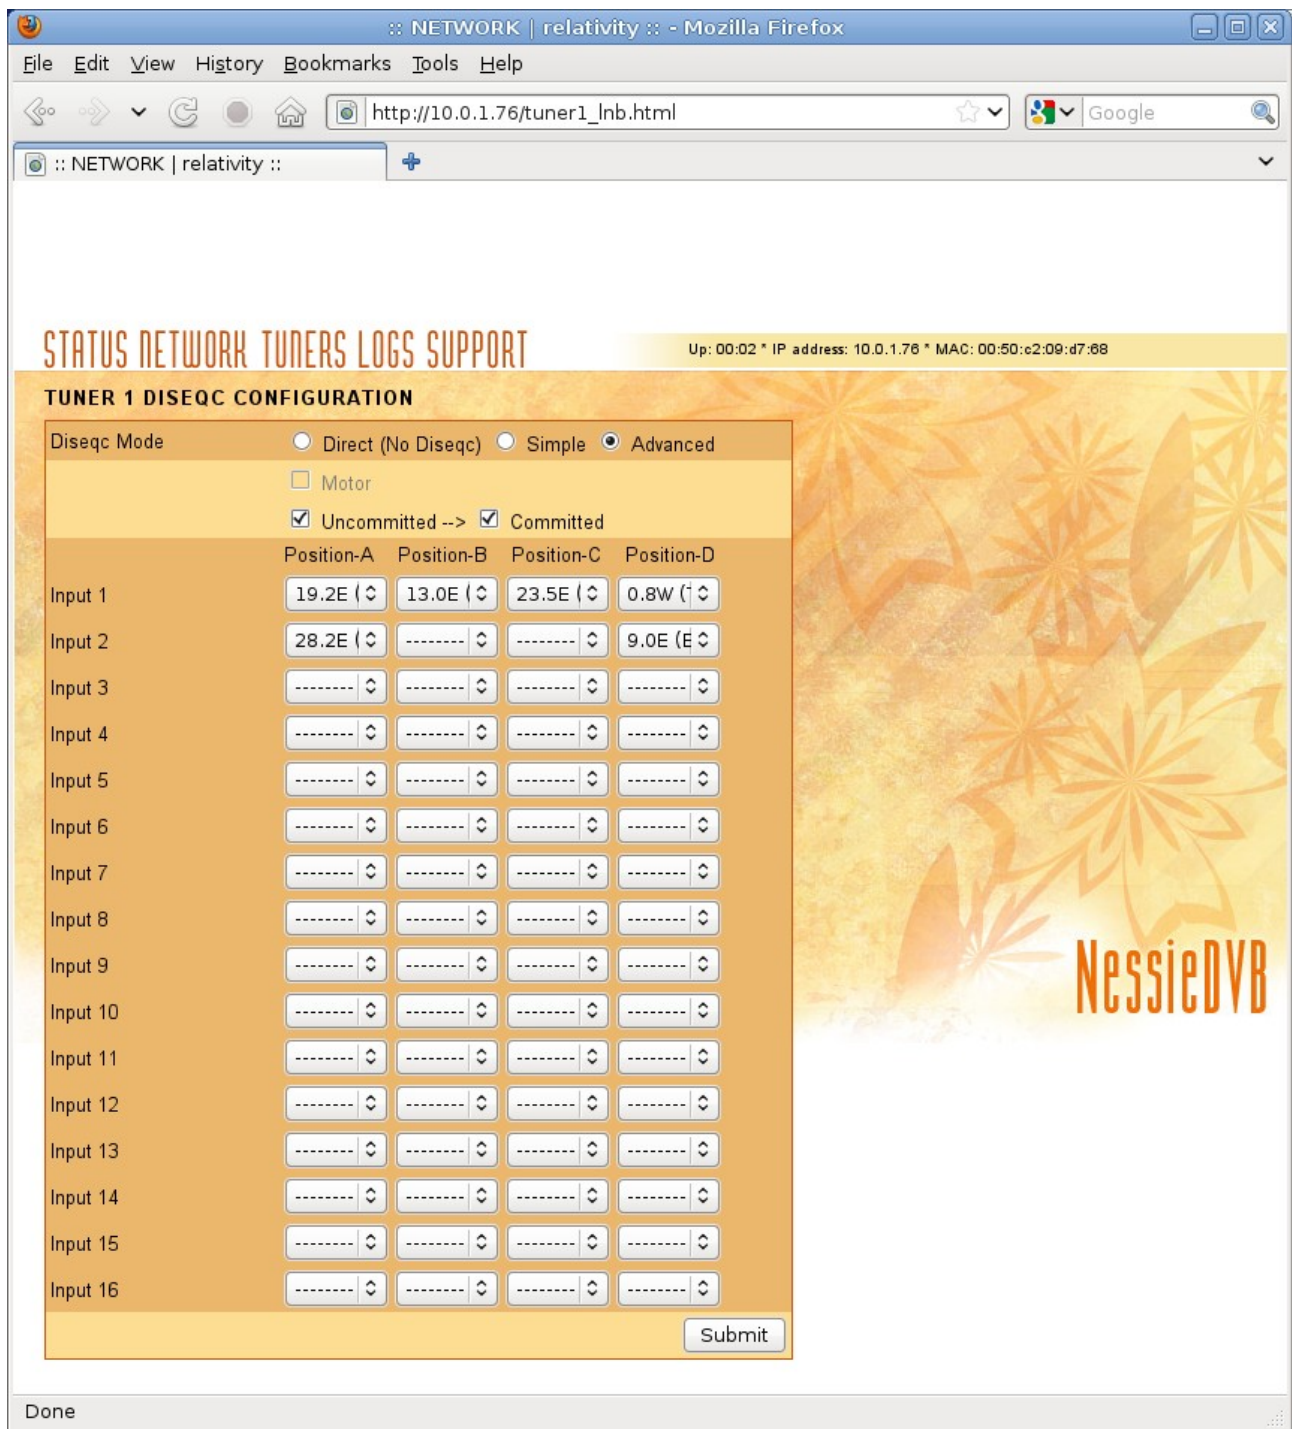 :: NETWORK | relativity :: - Mozilla Firefox
File Edit View History Bookmarks Tools Help
http://10.0.1.76/tuner1_lnb.html Google
:: NETWORK | relativity ::
STATUS NETWORK TUNERS LOGS SUPPORT
Up: 00:02 * IP address: 10.0.1.76 * MAC: 00:50:c2:09:d7:68
TUNER 1 DISEQC CONFIGURATION
Diseqc Mode Direct (No Diseqc) Simple Advanced
Motor
Uncommitted --> Committed
Position-A Position-B Position-C Position-D
Input 1 19.2E ( 13.0E ( 23.5E ( 0.8W (
Input 2 28.2E ( -------- -------- 9.0E (E
Input 3 -------- -------- -------- --------
Input 4 -------- -------- -------- --------
Input 5 -------- -------- -------- --------
Input 6 -------- -------- -------- --------
Input 7 -------- -------- -------- --------
Input 8 -------- -------- -------- --------
Input 9 -------- -------- -------- --------
Input 10 -------- -------- -------- --------
Input 11 -------- -------- -------- --------
Input 12 -------- -------- -------- --------
Input 13 -------- -------- -------- --------
Input 14 -------- -------- -------- --------
Input 15 -------- -------- -------- --------
Input 16 -------- -------- -------- --------
Submit
NessieDVB
Done